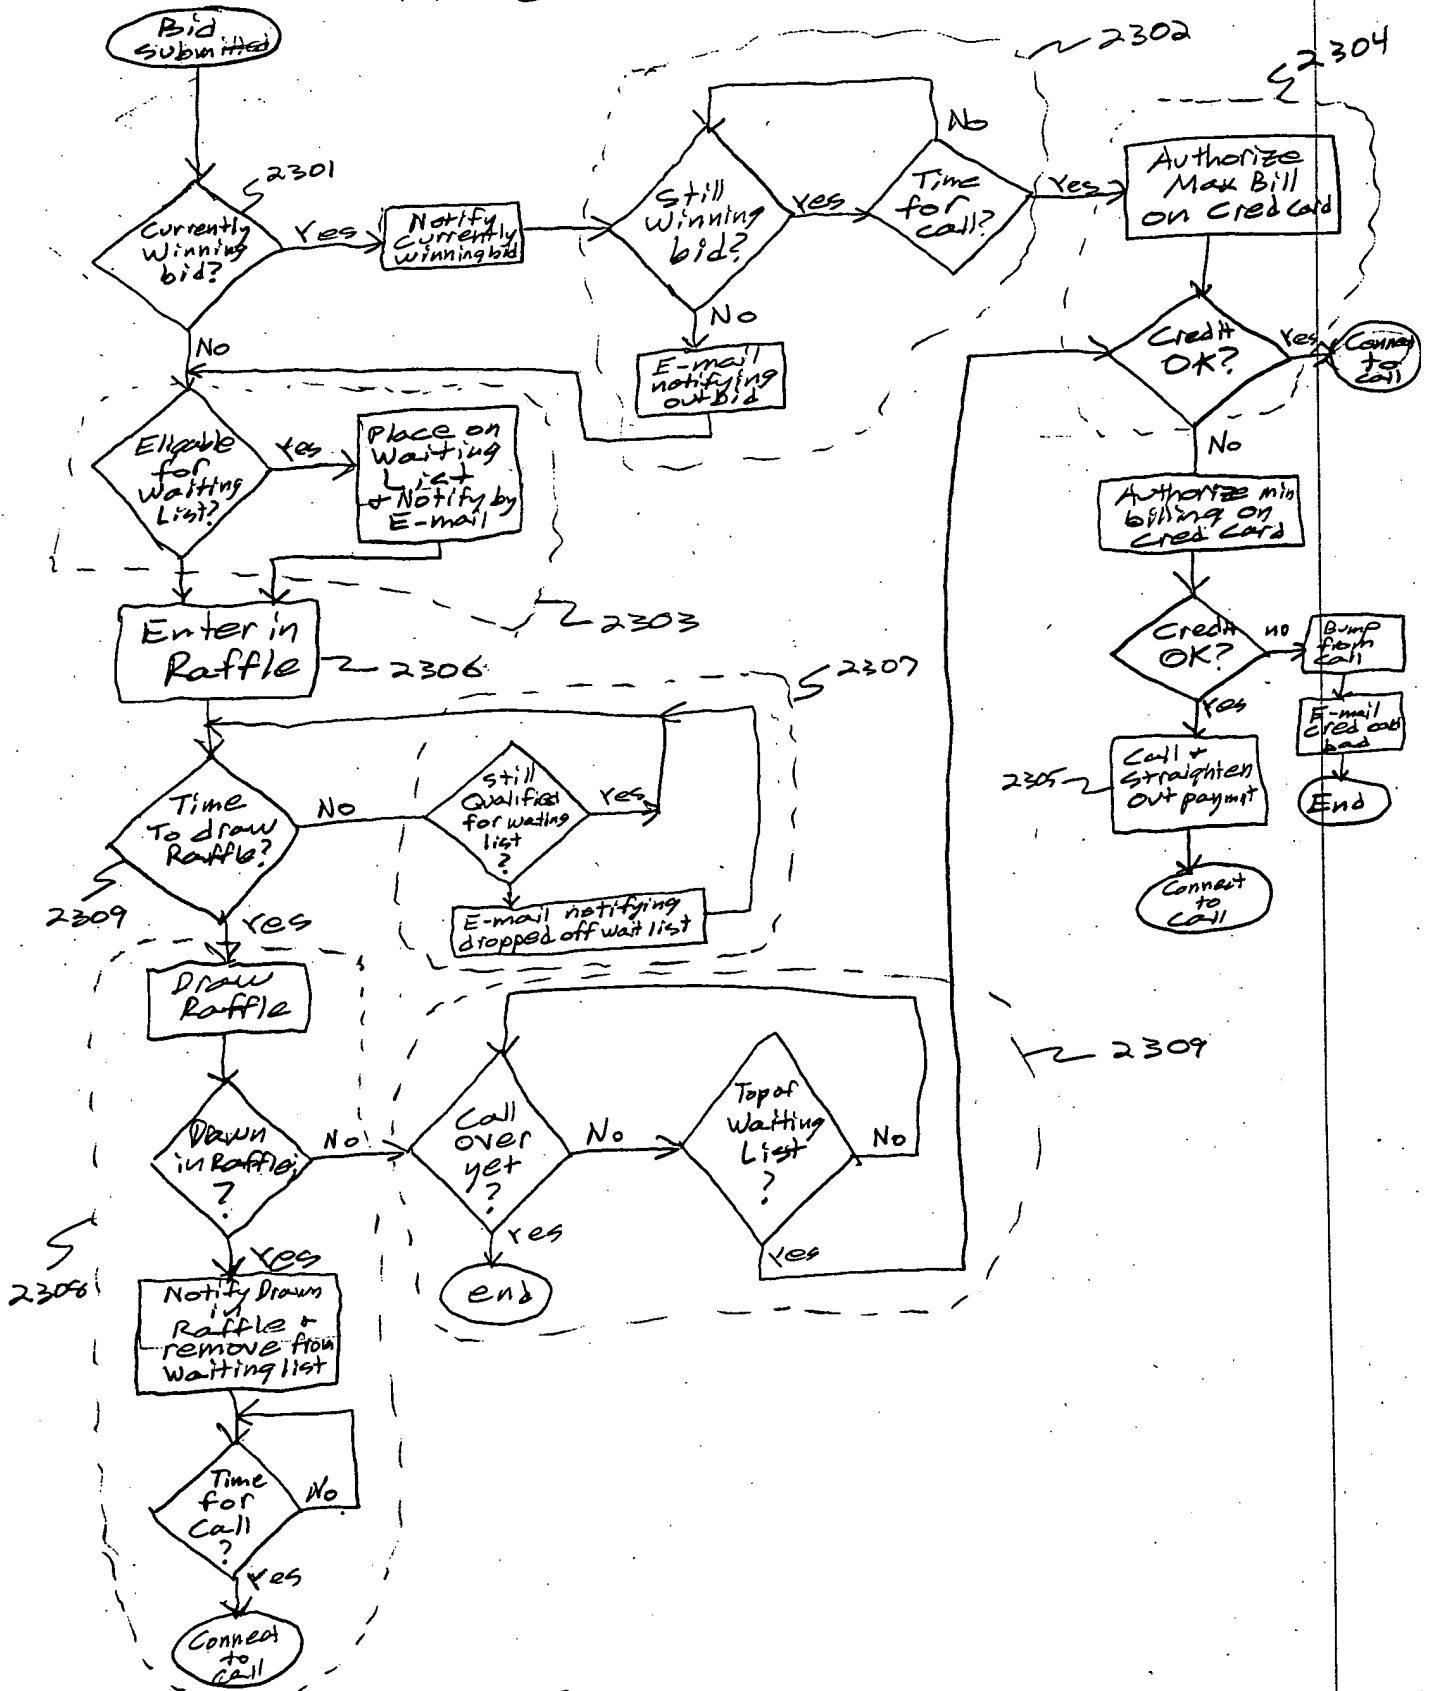 Bid
submitted
2301
Currently
Winning
bid?
Yes
No
Notify
Currently
winning bid
2302
Still
Winning
bid?
Yes
No
Time
for
call?
No
Yes
E-mail
notifying
outbid
2304
Authorize
Max Bill
on Cred Card
Credit
OK?
Yes
Connect
to
call
No
Authorize min
billing on
Cred Card
Credit
OK?
no
Bump
from
call
E-mail
cred card
bad
End
Yes
2305
Call +
straighten
out paymt
Connect
to
call
Eligable
for
Waiting
List?
Yes
Place on
Waiting
List
+ Notify by
E-mail
2303
Enter in
Raffle
2306
2307
Time
To draw
Raffle?
No
2309
Yes
Still
Qualified
for wating
list
?
Yes
E-mail notifying
dropped off wait list
Draw
Raffle
Drawn
in Raffle
?
No
Yes
2308
Notify Drawn
in
Raffle +
remove from
Waiting list
Time
for
Call
?
No
Yes
Connect
to
call
2309
Call
over
yet
?
No
Yes
end
Top of
Waiting
List
?
No
Yes